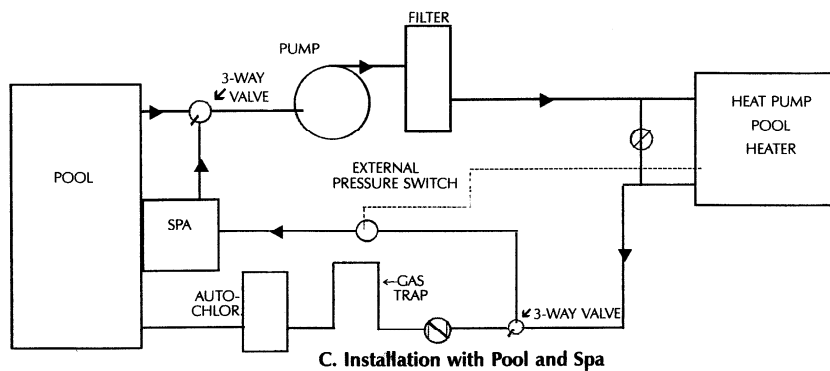 FILTER
PUMP
3-WAY
VALVE
HEAT PUMP
POOL
HEATER
EXTERNAL
PRESSURE SWITCH
POOL
SPA
AUTO-
CHLOR.
GAS
TRAP
3-WAY VALVE
C. Installation with Pool and Spa